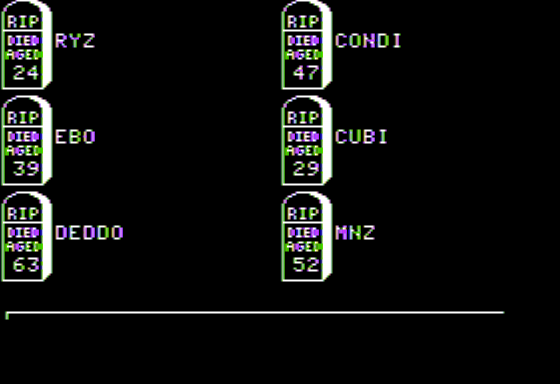 RIP
DIED
AGED
24
RYZ
RIP
DIED
AGED
47
CONDI
RIP
DIED
AGED
39
EBO
RIP
DIED
AGED
29
CUBI
RIP
DIED
AGED
63
DEDDO
RIP
DIED
AGED
52
MNZ